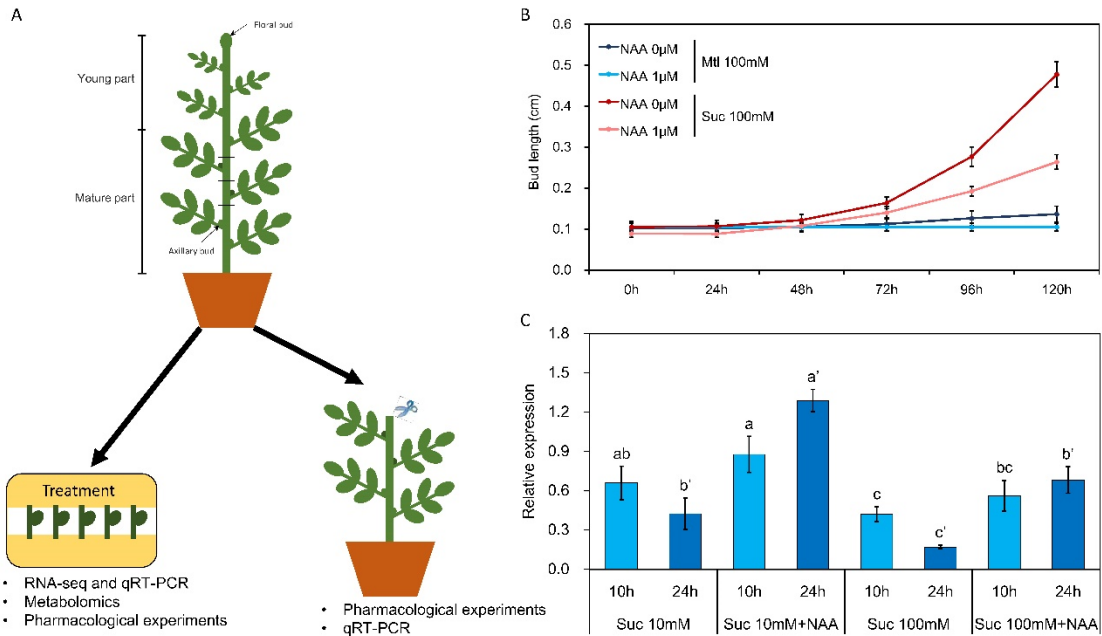 A
Floral bud
Young part
Mature part
Axillary bud
Treatment
• RNA-seq and qRT-PCR
• Metabolomics
• Pharmacological experiments
• Pharmacological experiments
• qRT-PCR
B
Bud length (cm)
0.6
0.5
0.4
0.3
0.2
0.1
0.0
NAA 0μM
NAA 1μM
Mtl 100mM
NAA 0μM
NAA 1μM
Suc 100mM
0h 24h 48h 72h 96h 120h
C
Relative expression
1.8
1.5
1.2
0.9
0.6
0.3
0.0
ab b' a a' c c' bc b'
10h 24h 10h 24h 10h 24h 10h 24h
Suc 10mM Suc 10mM+NAA Suc 100mM Suc 100mM+NAA